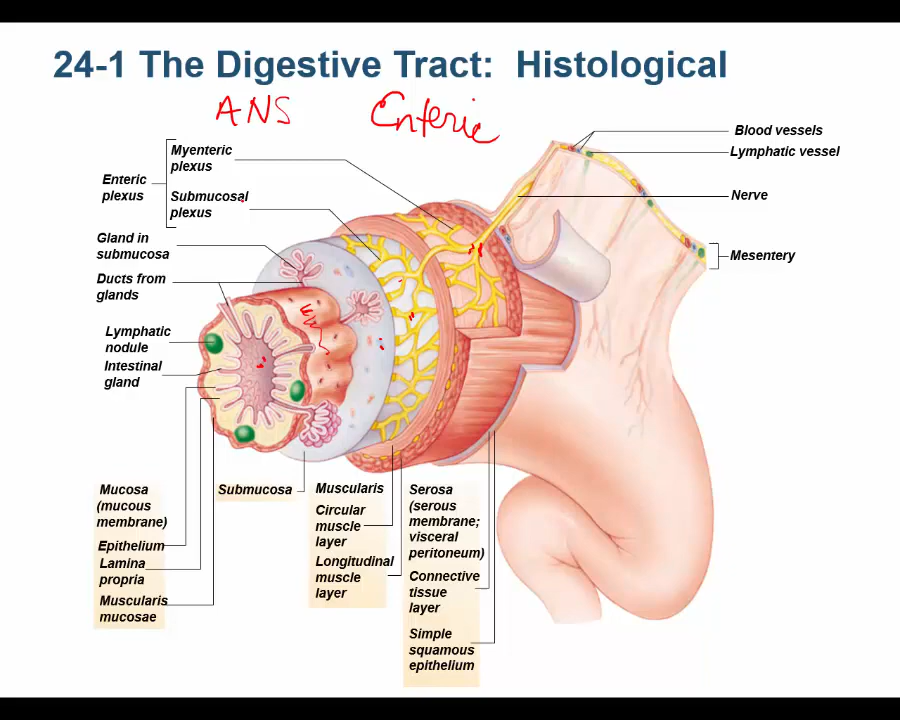 24-1 The Digestive Tract: Histological
ANS Enteric
Myenteric
plexus
Enteric
plexus
Submucosal
plexus
Gland in
submucosa
Ducts from
glands
Lymphatic
nodule
Intestinal
gland
Blood vessels
Lymphatic vessel
Nerve
Mesentery
Mucosa
(mucous
membrane)
Epithelium
Lamina
propria
Muscularis
mucosae
Submucosa
Muscularis
Circular
muscle
layer
Longitudinal
muscle
layer
Serosa
(serous
membrane;
visceral
peritoneum)
Connective
tissue
layer
Simple
squamous
epithelium